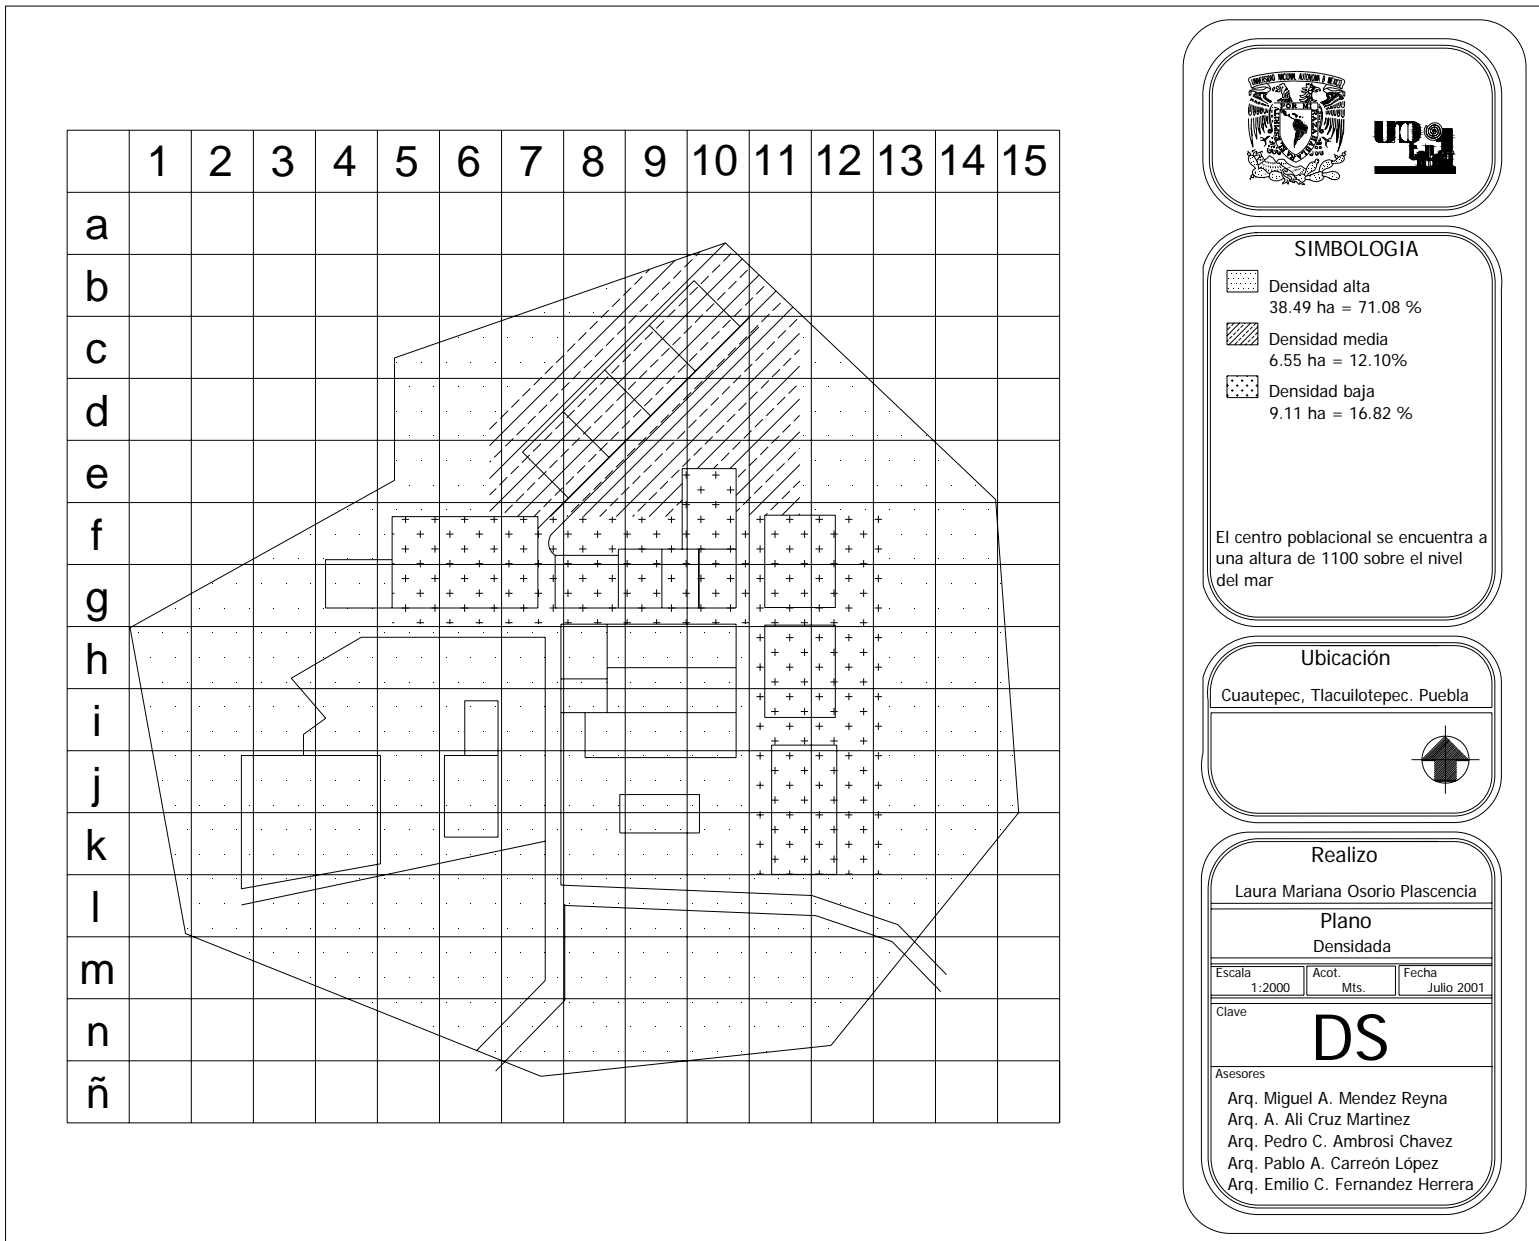 1 2 3 4 5 6 7 8 9 10 11 12 13 14 15
a
b
c
d
e
f
g
h
i
j
k
l
m
n
ñ
UNIVERSIDAD NACIONAL AUTONOMA D MEXICO
SIMBOLOGIA
Densidad alta
38.49 ha = 71.08 %
Densidad media
6.55 ha = 12.10%
Densidad baja
9.11 ha = 16.82 %
El centro poblacional se encuentra a
una altura de 1100 sobre el nivel
del mar
Ubicación
Cuautepec, Tlacuilotepec. Puebla
Realizo
Laura Mariana Osorio Plascencia
Plano
Densidada
Escala
1:2000
Acot.
Mts.
Fecha
Julio 2001
Clave
DS
Asesores
Arq. Miguel A. Mendez Reyna
Arq. A. Ali Cruz Martinez
Arq. Pedro C. Ambrosi Chavez
Arq. Pablo A. Carreón López
Arq. Emilio C. Fernandez Herrera